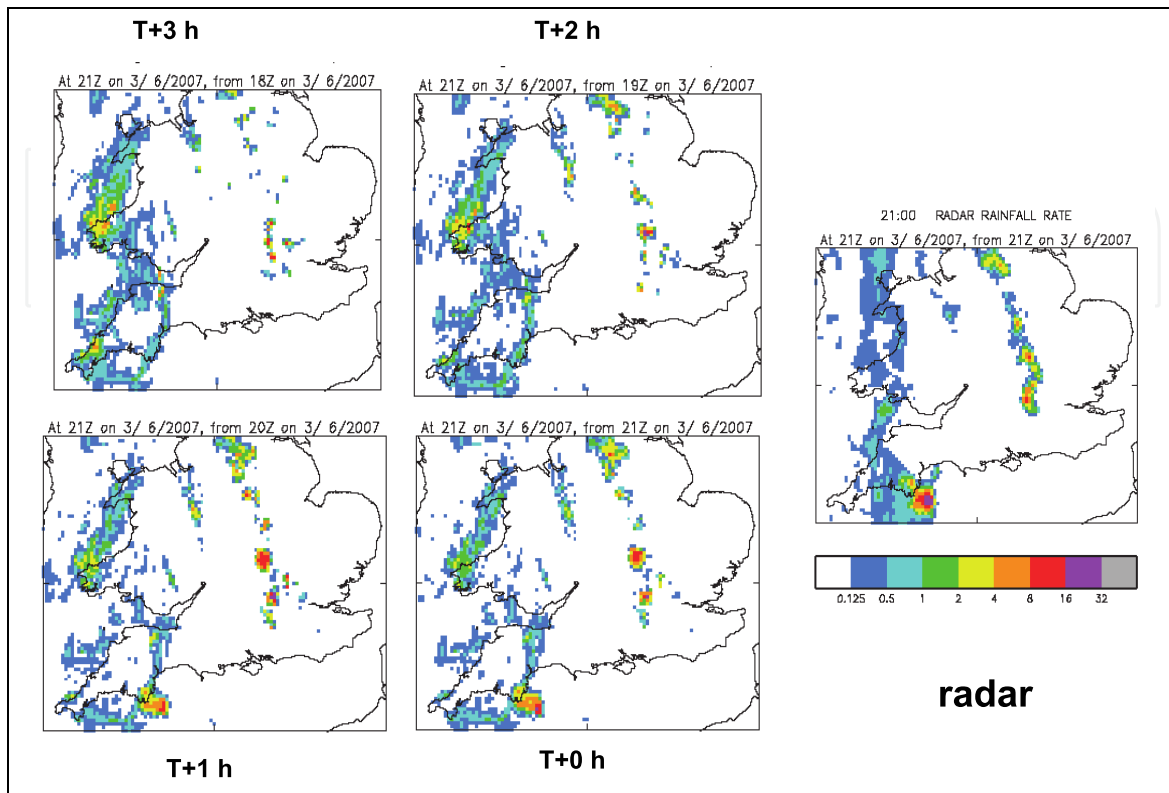 T+3 h
T+2 h
At 21Z on 3/ 6/2007, from 18Z on 3/ 6/2007
At 21Z on 3/ 6/2007, from 19Z on 3/ 6/2007
21:00 RADAR RAINFALL RATE
At 21Z on 3/ 6/2007, from 21Z on 3/ 6/2007
At 21Z on 3/ 6/2007, from 20Z on 3/ 6/2007
At 21Z on 3/ 6/2007, from 21Z on 3/ 6/2007
0.125 0.5 1 2 4 8 16 32
radar
T+1 h
T+0 h